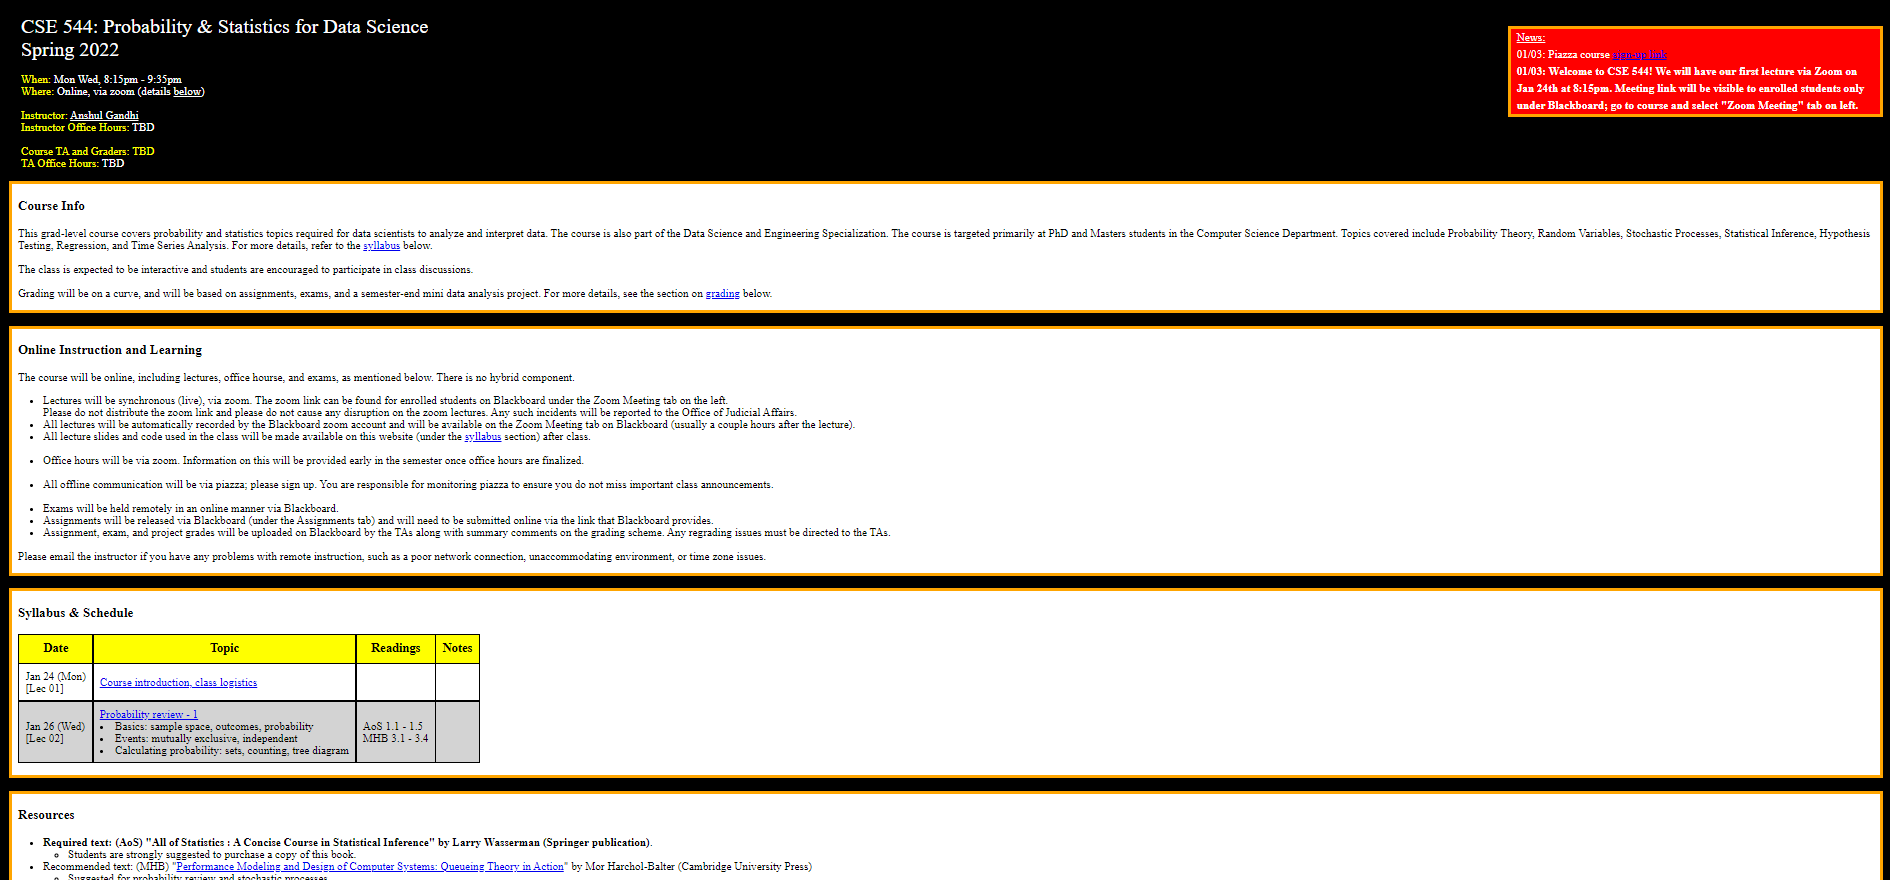 CSE 544: Probability & Statistics for Data Science
Spring 2022
When: Mon Wed, 8:15pm - 9:35pm
Where: Online, via zoom (details below)
Instructor: Anshul Gandhi
Instructor Office Hours: TBD
Course TA and Graders: TBD
TA Office Hours: TBD
News:
01/03: Piazza course sign-up link
01/03: Welcome to CSE 544! We will have our first lecture via Zoom on
Jan 24th at 8:15pm. Meeting link will be visible to enrolled students only
under Blackboard; go to course and select "Zoom Meeting" tab on left.
Course Info
This grad-level course covers probability and statistics topics required for data scientists to analyze and interpret data. The course is also part of the Data Science and Engineering Specialization. The course is targeted primarily at PhD and Masters students in the Computer Science Department. Topics covered include Probability Theory, Random Variables, Stochastic Processes, Statistical Inference, Hypothesis
Testing, Regression, and Time Series Analysis. For more details, refer to the syllabus below.
The class is expected to be interactive and students are encouraged to participate in class discussions.
Grading will be on a curve, and will be based on assignments, exams, and a semester-end mini data analysis project. For more details, see the section on grading below.
Online Instruction and Learning
The course will be online, including lectures, office hourse, and exams, as mentioned below. There is no hybrid component.
• Lectures will be synchronous (live), via zoom. The zoom link can be found for enrolled students on Blackboard under the Zoom Meeting tab on the left.
Please do not distribute the zoom link and please do not cause any disruption on the zoom lectures. Any such incidents will be reported to the Office of Judicial Affairs.
• All lectures will be automatically recorded by the Blackboard zoom account and will be available on the Zoom Meeting tab on Blackboard (usually a couple hours after the lecture).
• All lecture slides and code used in the class will be made available on this website (under the syllabus section) after class.
• Office hours will be via zoom. Information on this will be provided early in the semester once office hours are finalized.
• All offline communication will be via piazza; please sign up. You are responsible for monitoring piazza to ensure you do not miss important class announcements.
• Exams will be held remotely in an online manner via Blackboard.
• Assignments will be released via Blackboard (under the Assignments tab) and will need to be submitted online via the link that Blackboard provides.
• Assignment, exam, and project grades will be uploaded on Blackboard by the TAs along with summary comments on the grading scheme. Any regrading issues must be directed to the TAs.
Please email the instructor if you have any problems with remote instruction, such as a poor network connection, unaccommodating environment, or time zone issues.
Syllabus & Schedule
Date Topic Readings Notes
Jan 24 (Mon)
[Lec 01]
Course introduction, class logistics
Jan 26 (Wed)
[Lec 02]
Probability review - 1
• Basics: sample space, outcomes, probability
• Events: mutually exclusive, independent
• Calculating probability: sets, counting, tree diagram
AoS 1.1 - 1.5
MHB 3.1 - 3.4
Resources
• Required text: (AoS) "All of Statistics : A Concise Course in Statistical Inference" by Larry Wasserman (Springer publication).
◦ Students are strongly suggested to purchase a copy of this book.
• Recommended text: (MHB) "Performance Modeling and Design of Computer Systems: Queueing Theory in Action" by Mor Harchol-Balter (Cambridge University Press)
◦ Suggested for probability review and stochastic processes.